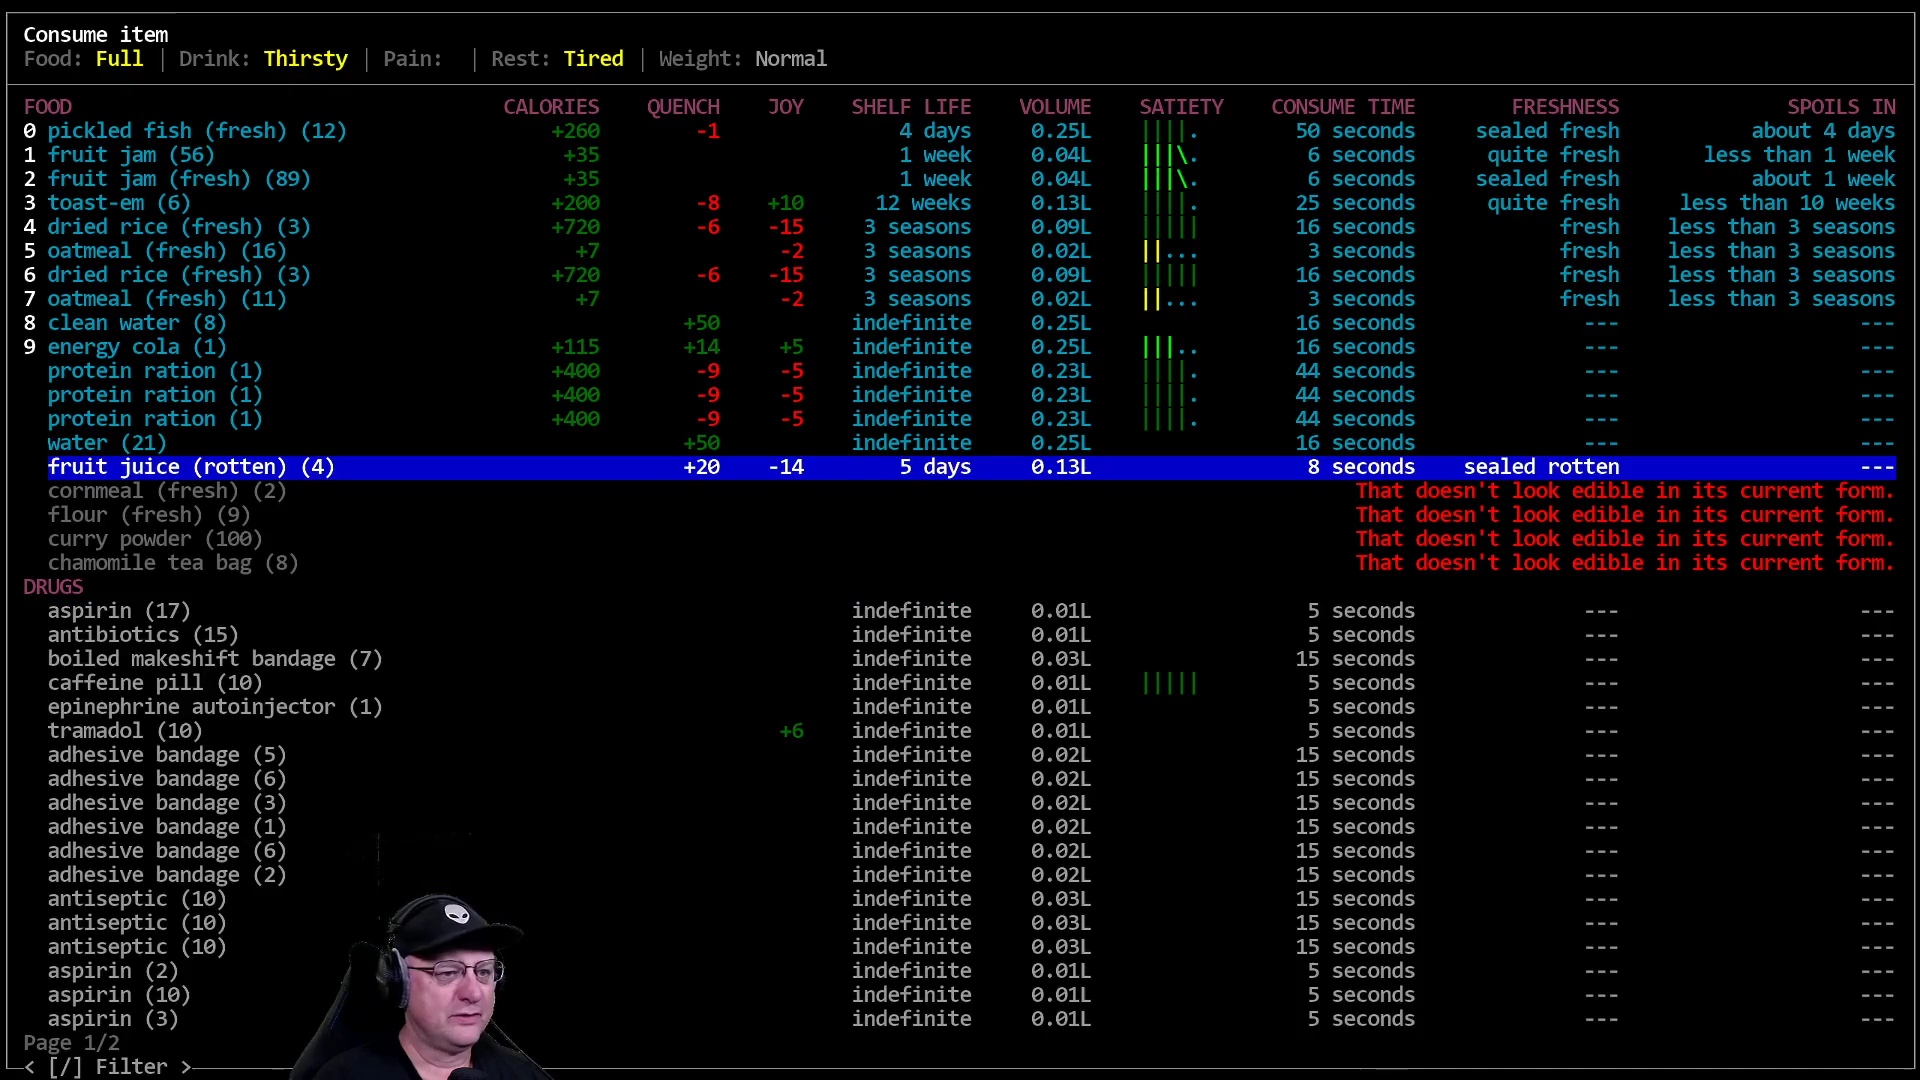 Consume item
Food: Full | Drink: Thirsty | Pain: | Rest: Tired | Weight: Normal
FOOD CALORIES QUENCH JOY SHELF LIFE VOLUME SATIETY CONSUME TIME FRESHNESS SPOILS IN
0 pickled fish (fresh) (12) +260 -1 4 days 0.25L ||||. 50 seconds sealed fresh about 4 days
1 fruit jam (56) +35 1 week 0.04L |||\. 6 seconds quite fresh less than 1 week
2 fruit jam (fresh) (89) +35 1 week 0.04L |||\. 6 seconds sealed fresh about 1 week
3 toast-em (6) +200 -8 +10 12 weeks 0.13L ||||. 25 seconds quite fresh less than 10 weeks
4 dried rice (fresh) (3) +720 -6 -15 3 seasons 0.09L ||||| 16 seconds fresh less than 3 seasons
5 oatmeal (fresh) (16) +7 -2 3 seasons 0.02L ||... 3 seconds fresh less than 3 seasons
6 dried rice (fresh) (3) +720 -6 -15 3 seasons 0.09L ||||| 16 seconds fresh less than 3 seasons
7 oatmeal (fresh) (11) +7 -2 3 seasons 0.02L ||... 3 seconds fresh less than 3 seasons
8 clean water (8) +50 indefinite 0.25L 16 seconds --- ---
9 energy cola (1) +115 +14 +5 indefinite 0.25L |||.. 16 seconds --- ---
protein ration (1) +400 -9 -5 indefinite 0.23L ||||. 44 seconds --- ---
protein ration (1) +400 -9 -5 indefinite 0.23L ||||. 44 seconds --- ---
protein ration (1) +400 -9 -5 indefinite 0.23L ||||. 44 seconds --- ---
water (21) +50 indefinite 0.25L 16 seconds --- ---
fruit juice (rotten) (4) +20 -14 5 days 0.13L 8 seconds sealed rotten ---
cornmeal (fresh) (2) That doesn't look edible in its current form.
flour (fresh) (9) That doesn't look edible in its current form.
curry powder (100) That doesn't look edible in its current form.
chamomile tea bag (8) That doesn't look edible in its current form.
DRUGS
aspirin (17) indefinite 0.01L 5 seconds --- ---
antibiotics (15) indefinite 0.01L 5 seconds --- ---
boiled makeshift bandage (7) indefinite 0.03L 15 seconds --- ---
caffeine pill (10) indefinite 0.01L ||||| 5 seconds --- ---
epinephrine autoinjector (1) indefinite 0.01L 5 seconds --- ---
tramadol (10) +6 indefinite 0.01L 5 seconds --- ---
adhesive bandage (5) indefinite 0.02L 15 seconds --- ---
adhesive bandage (6) indefinite 0.02L 15 seconds --- ---
adhesive bandage (3) indefinite 0.02L 15 seconds --- ---
adhesive bandage (1) indefinite 0.02L 15 seconds --- ---
adhesive bandage (6) indefinite 0.02L 15 seconds --- ---
adhesive bandage (2) indefinite 0.02L 15 seconds --- ---
antiseptic (10) indefinite 0.03L 15 seconds --- ---
antiseptic (10) indefinite 0.03L 15 seconds --- ---
antiseptic (10) indefinite 0.03L 15 seconds --- ---
aspirin (2) indefinite 0.01L 5 seconds --- ---
aspirin (10) indefinite 0.01L 5 seconds --- ---
aspirin (3) indefinite 0.01L 5 seconds --- ---
Page 1/2
< [/] Filter >